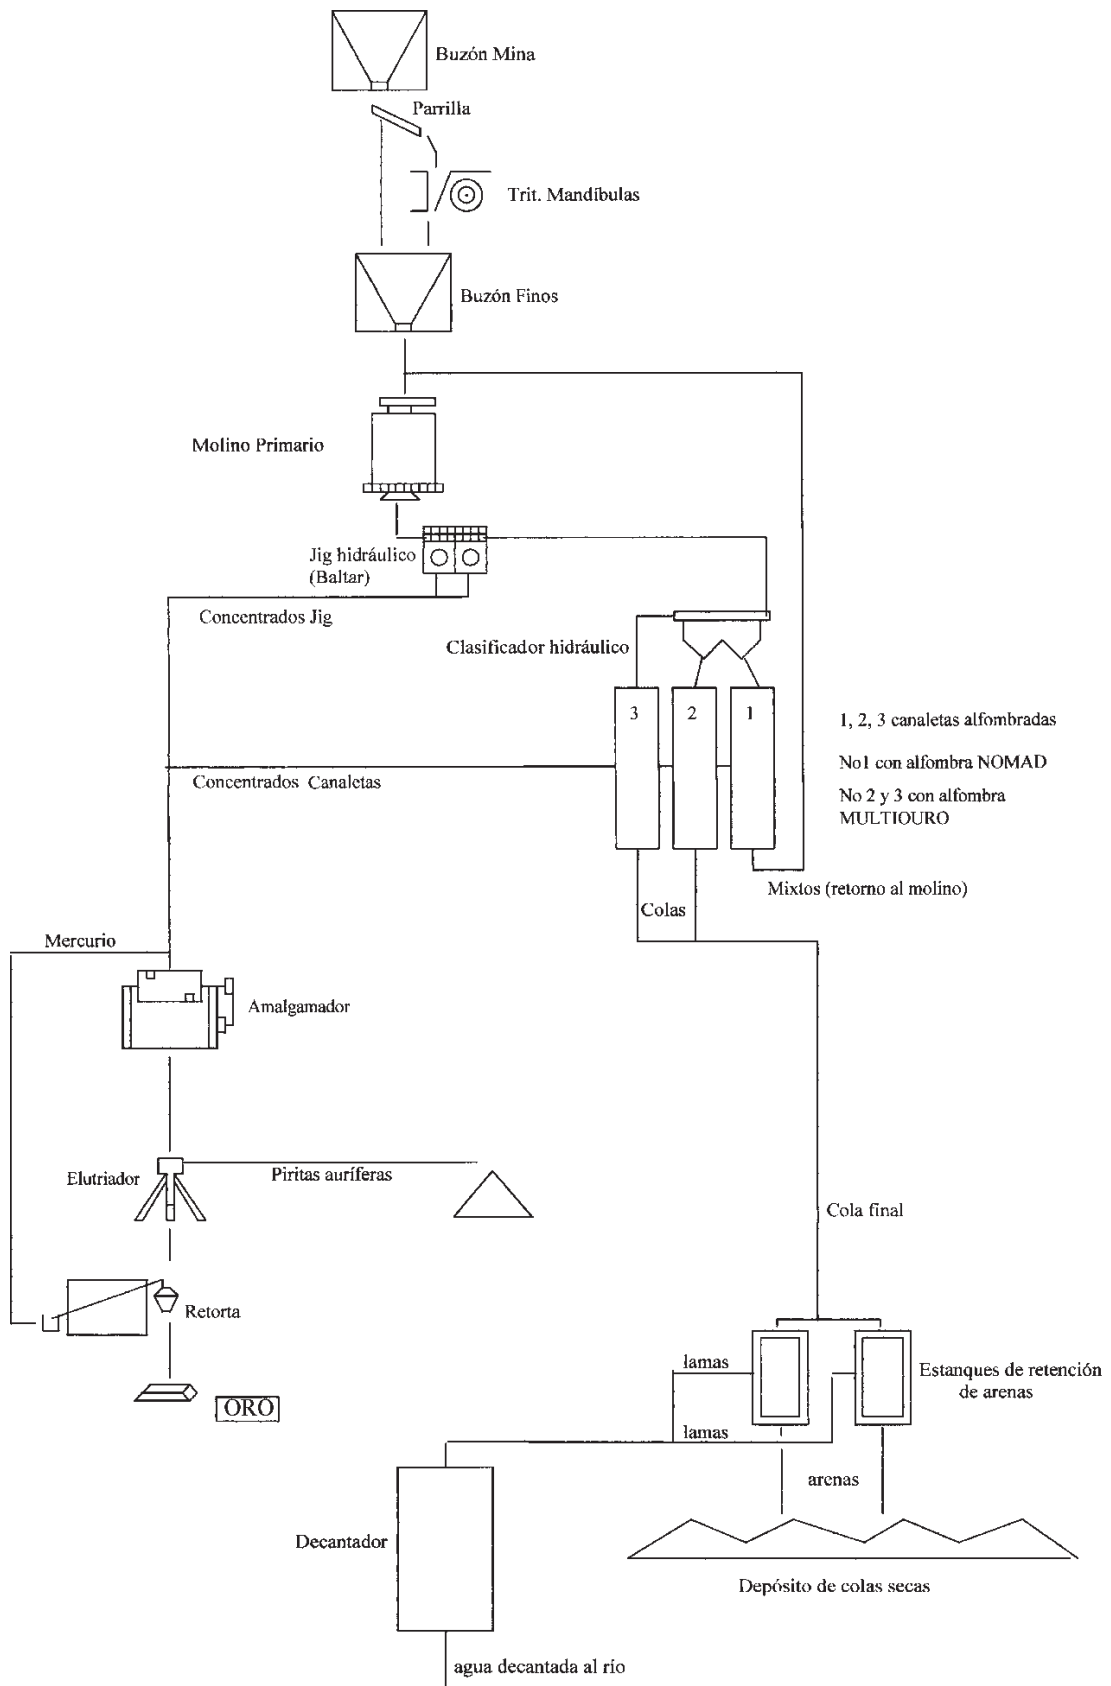 Buzón Mina
Parrilla
Trit. Mandíbulas
Buzón Finos
Molino Primario
Jig hidráulico
(Baltar)
Concentrados Jig
Clasificador hidráulico
3
2
1
1, 2, 3 canaletas alfombradas
No1 con alfombra NOMAD
No 2 y 3 con alfombra
MULTIOURO
Concentrados Canaletas
Mixtos (retorno al molino)
Colas
Mercurio
Amalgamador
Elutriador
Piritas auríferas
Cola final
Retorta
ORO
lamas
Estanques de retención
de arenas
lamas
arenas
Decantador
Depósito de colas secas
agua decantada al río